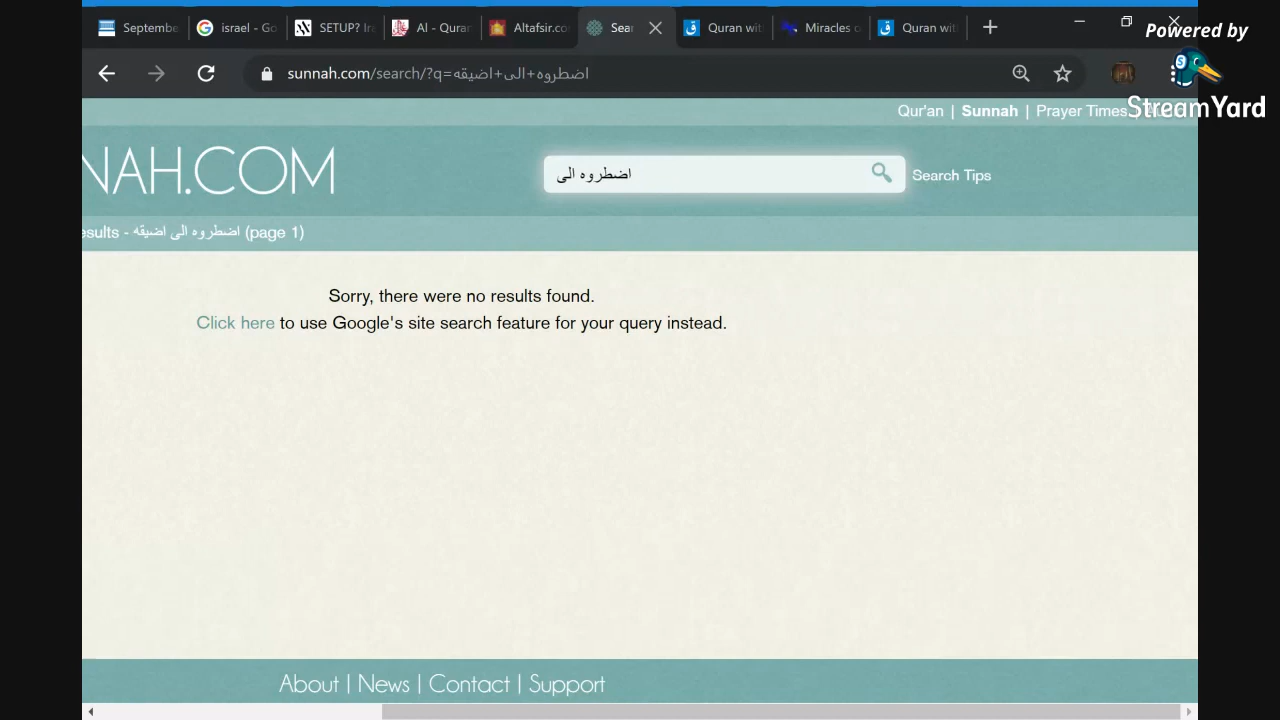 Septembe
israel - Go
SETUP? Ira
Al - Quran
Altafsir.co
Sear
Quran wit
Miracles o
Quran wit
Powered by
sunnah.com/search/?q=اضطروه+الى+اضيقه
StreamYard
Qur'an | Sunnah | Prayer Times |
NAH.COM
اضطروه الى
Search Tips
esults - اضطروه الى اضيقه (page 1)
Sorry, there were no results found.
Click here to use Google's site search feature for your query instead.
About | News | Contact | Support